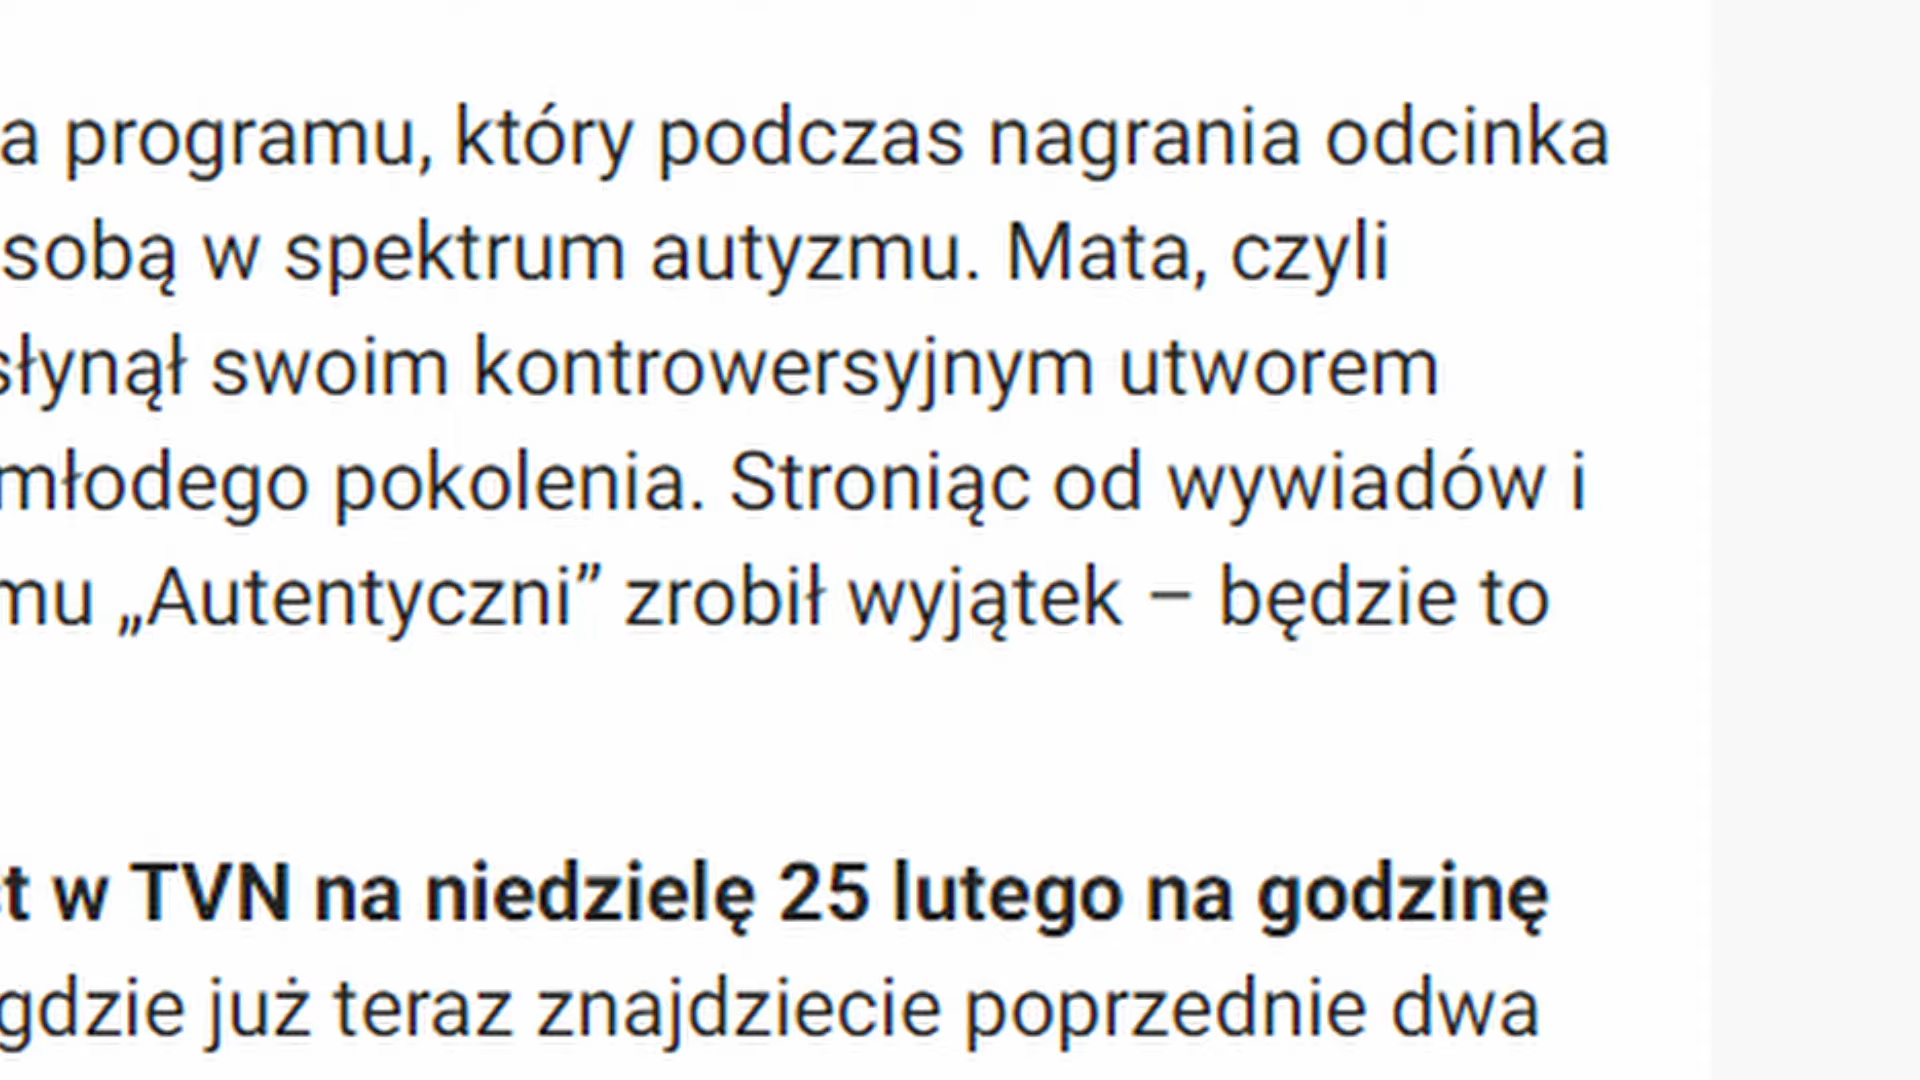 a programu, który podczas nagrania odcinka
sobą w spektrum autyzmu. Mata, czyli
słynął swoim kontrowersyjnym utworem
młodego pokolenia. Stroniąc od wywiadów i
mu „Autentyczni” zrobił wyjątek – będzie to
w TVN na niedzielę 25 lutego na godzinę
gdzie już teraz znajdziecie poprzednie dwa